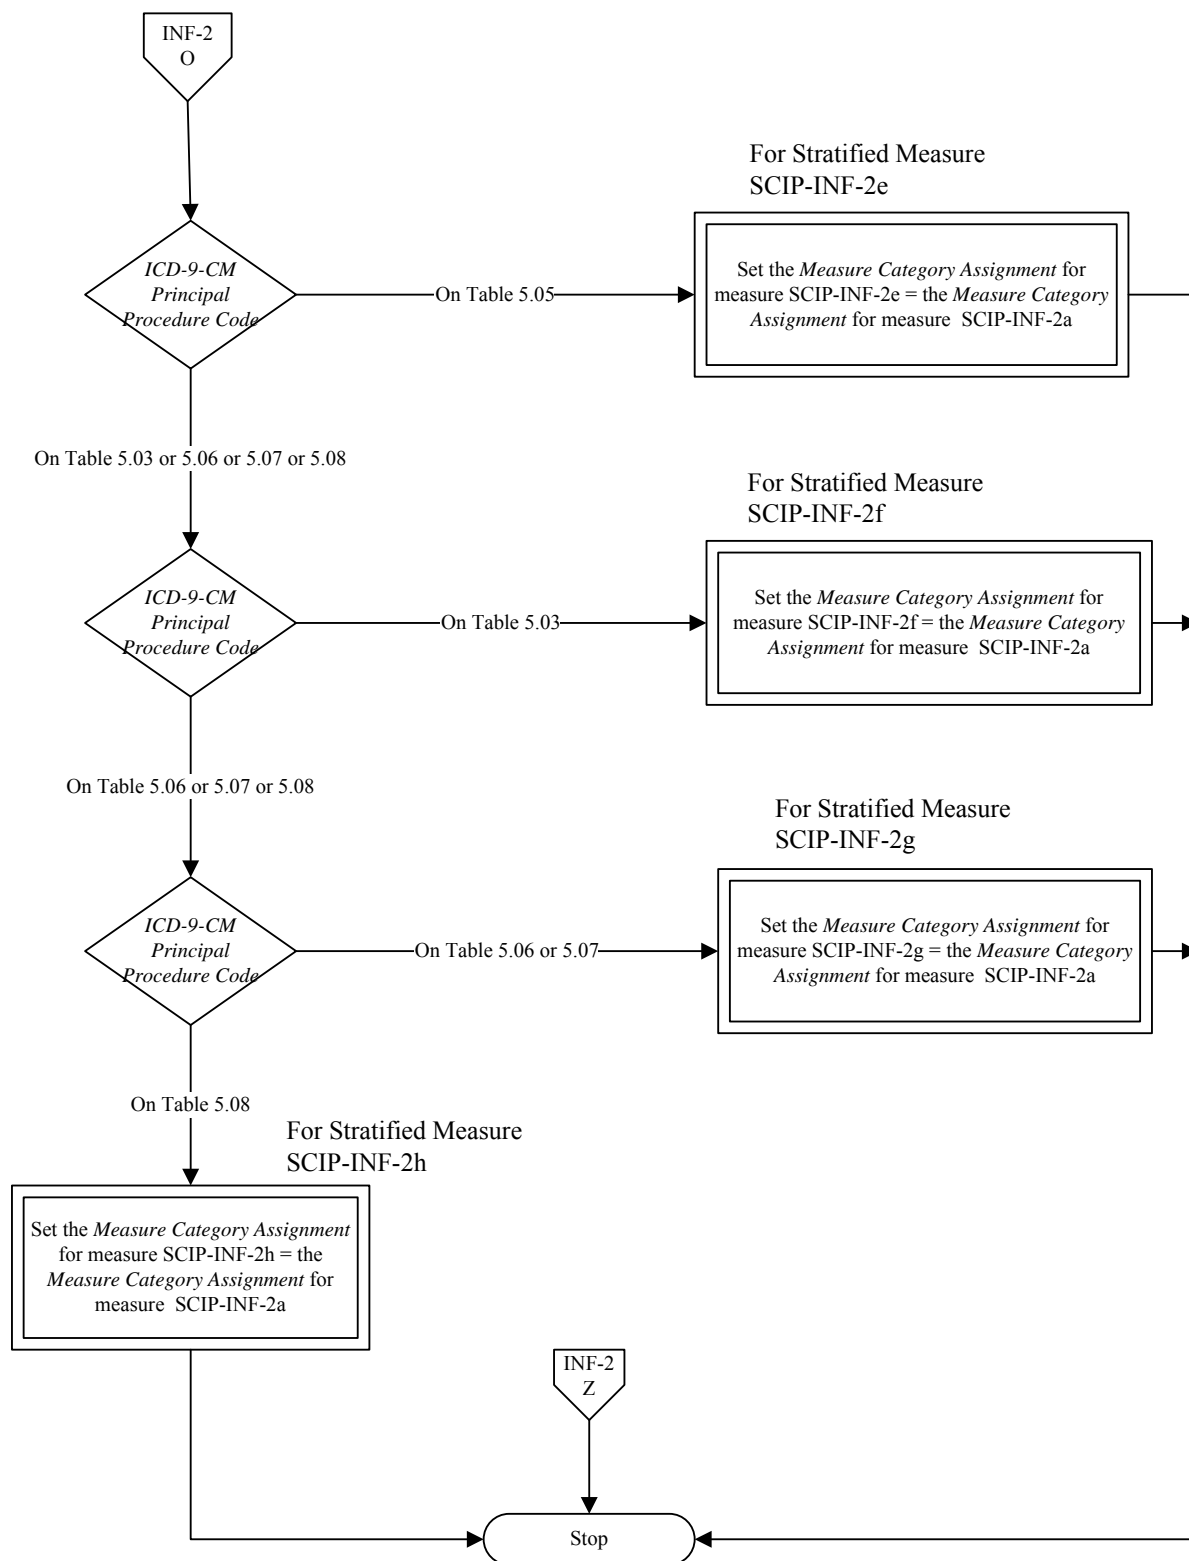 INF-2
O
For Stratified Measure
SCIP-INF-2e
ICD-9-CM
Principal
Procedure Code
On Table 5.05
Set the Measure Category Assignment for
measure SCIP-INF-2e = the Measure Category
Assignment for measure SCIP-INF-2a
On Table 5.03 or 5.06 or 5.07 or 5.08
For Stratified Measure
SCIP-INF-2f
ICD-9-CM
Principal
Procedure Code
On Table 5.03
Set the Measure Category Assignment for
measure SCIP-INF-2f = the Measure Category
Assignment for measure SCIP-INF-2a
On Table 5.06 or 5.07 or 5.08
For Stratified Measure
SCIP-INF-2g
ICD-9-CM
Principal
Procedure Code
On Table 5.06 or 5.07
Set the Measure Category Assignment for
measure SCIP-INF-2g = the Measure Category
Assignment for measure SCIP-INF-2a
On Table 5.08
For Stratified Measure
SCIP-INF-2h
Set the Measure Category Assignment
for measure SCIP-INF-2h = the
Measure Category Assignment for
measure SCIP-INF-2a
INF-2
Z
Stop